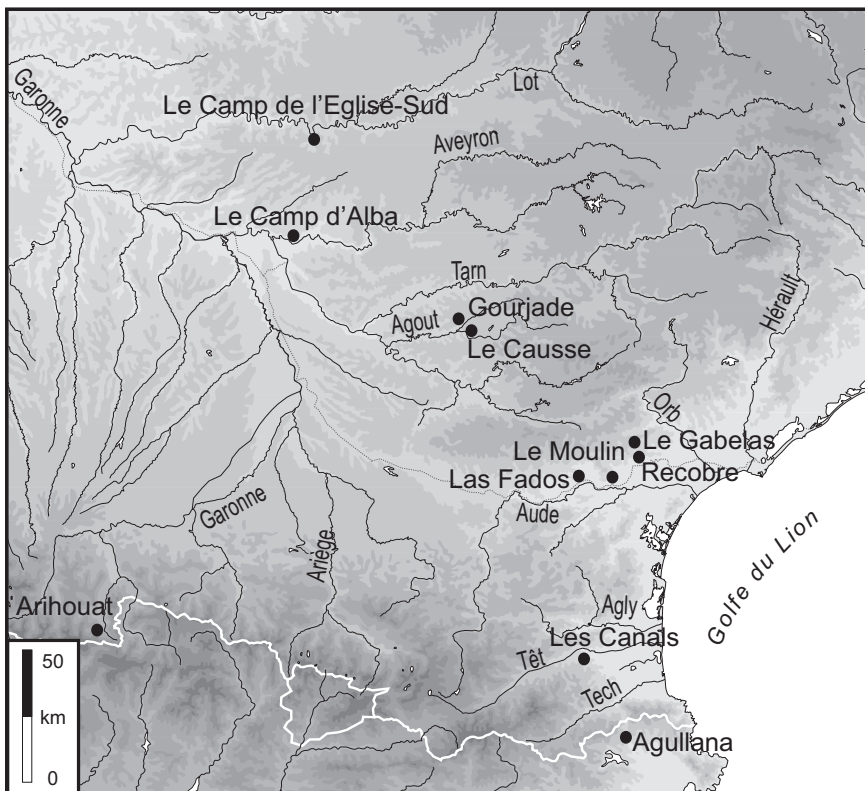 Garonne
Lot
Le Camp de l'Eglise-Sud
Aveyron
Le Camp d'Alba
Tarn
Hérault
Agout
Gourjade
Le Causse
Orb
Le Moulin
Le Gabelas
Las Fados
Recobre
Aude
Garonne
Ariège
Golfe du Lion
Arihouat
Agly
Les Canals
Têt
Tech
50
km
0
Agullana